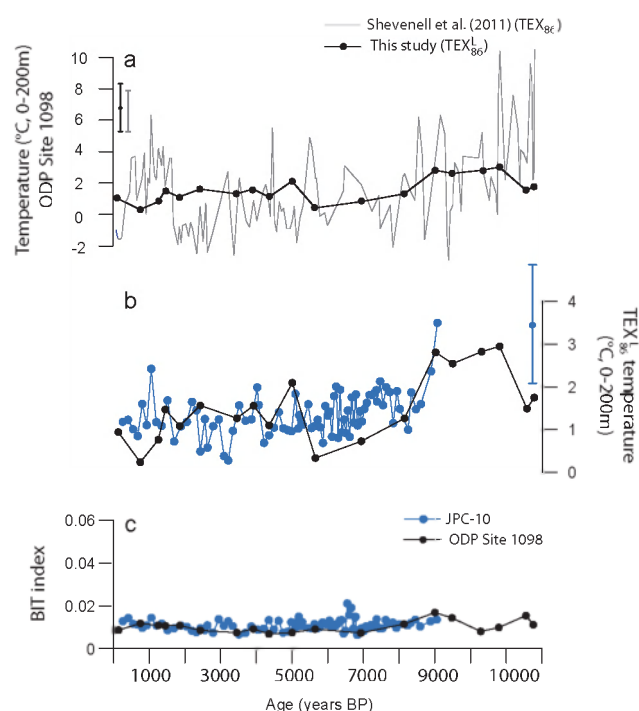 Shevenell et al. (2011) (TEX86)
This study (TEX86L)
a
10
8
6
4
2
0
-2
Temperature (°C, 0-200m)
ODP Site 1098
b
4
3
2
1
0
TEX86L temperature
(°C, 0-200m)
c
JPC-10
ODP Site 1098
0.06
0.04
0.02
0
BIT index
1000 3000 5000 7000 9000 10000
Age (years BP)